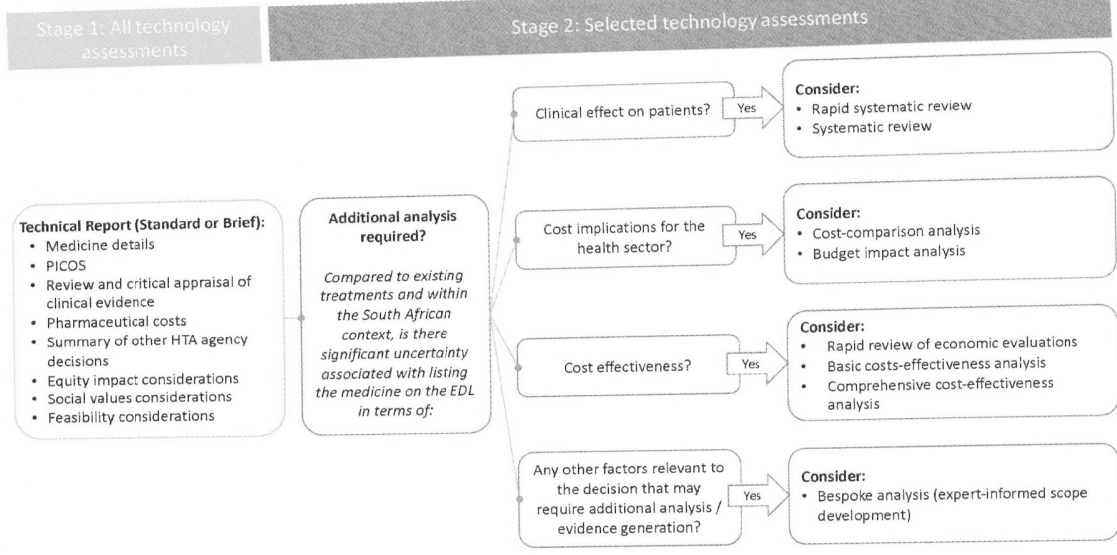 Stage 1: All technology
assessments
Stage 2: Selected technology assessments
Technical Report (Standard or Brief):
• Medicine details
• PICOS
• Review and critical appraisal of
clinical evidence
• Pharmaceutical costs
• Summary of other HTA agency
decisions
• Equity impact considerations
• Social values considerations
• Feasibility considerations
Additional analysis
required?
Compared to existing
treatments and within
the South African
context, is there
significant uncertainty
associated with listing
the medicine on the EDL
in terms of:
Clinical effect on patients?
Yes
Consider:
• Rapid systematic review
• Systematic review
Cost implications for the
health sector?
Yes
Consider:
• Cost-comparison analysis
• Budget impact analysis
Cost effectiveness?
Yes
Consider:
• Rapid review of economic evaluations
• Basic costs-effectiveness analysis
• Comprehensive cost-effectiveness
analysis
Any other factors relevant to
the decision that may
require additional analysis /
evidence generation?
Yes
Consider:
• Bespoke analysis (expert-informed scope
development)